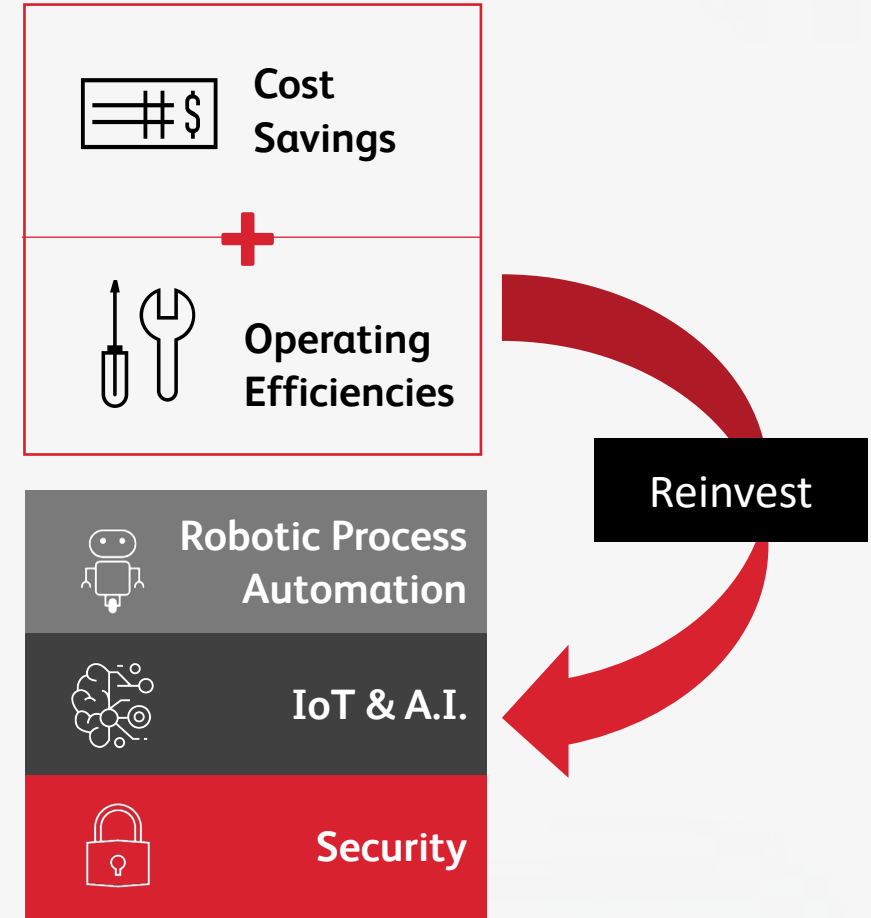 Cost
Savings
Operating
Efficiencies
Reinvest
Robotic Process
Automation
IoT & A.I.
Security